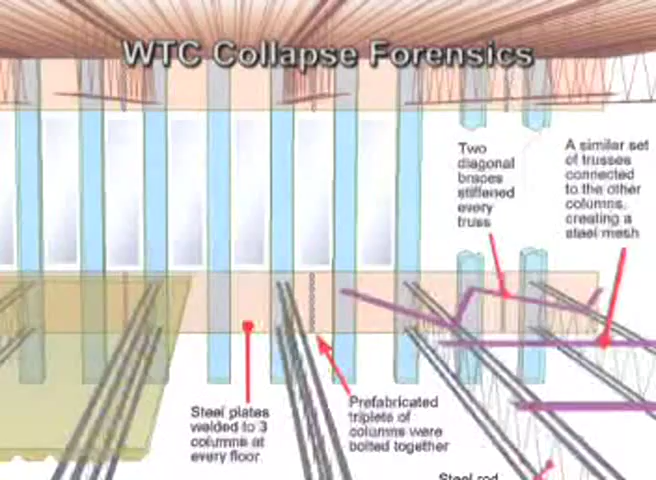 WTC Collapse Forensics
Two
diagonal
braces
stiffened
every
truss
A similar set
of trusses
connected
to the other
columns,
creating a
steel mesh
Steel plates
welded to 3
columns at
every floor
Prefabricated
triplets of
columns were
bolted together
Steel rod